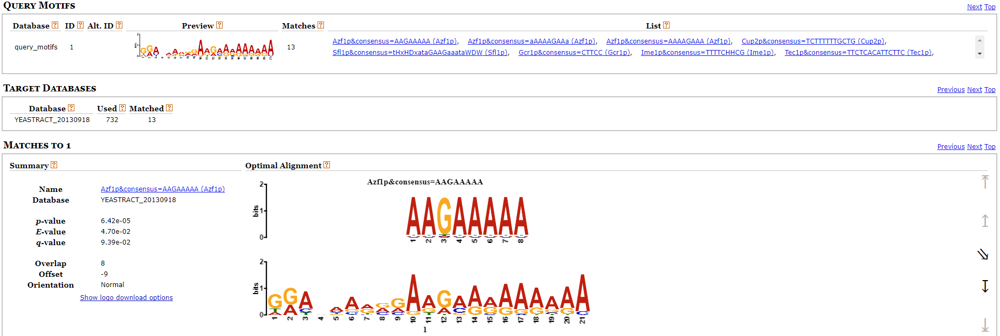 QUERY MOTIFS
Next Top
Database ? ID ? Alt. ID ? Preview ? Matches ? List ?
query_motifs 1 13 Azf1p&consensus=AAGAAAAA (Azf1p), Azf1p&consensus=aAAAAGAAa (Azf1p), Azf1p&consensus=AAAAGAAA (Azf1p), Cup2p&consensus=TCTTTTTTGCTG (Cup2p),
Sfl1p&consensus=tHxHDxataGAAGaaataWDW (Sfl1p), Gcr1p&consensus=CTTCC (Gcr1p), Ime1p&consensus=TTTTCHHCG (Ime1p), Tec1p&consensus=TTCTCACATTCTTC (Tec1p),
TARGET DATABASES
Previous Next Top
Database ? Used ? Matched ?
YEASTRACT_20130918 732 13
MATCHES TO 1
Previous Next Top
Summary ? Optimal Alignment ?
Name Azf1p&consensus=AAGAAAAA (Azf1p)
Database YEASTRACT_20130918
p-value 6.42e-05
E-value 4.70e-02
q-value 9.39e-02
Overlap 8
Offset -9
Orientation Normal
Show logo download options
Azf1p&consensus=AAGAAAAA
2
bits
1
0
AAGAAAAA
1 2 3 4 5 6 7 8
2
bits
1
0
1 2 3 4 5 6 7 8 9 10 11 12 13 14 15 16 17 18 19 20 21
1